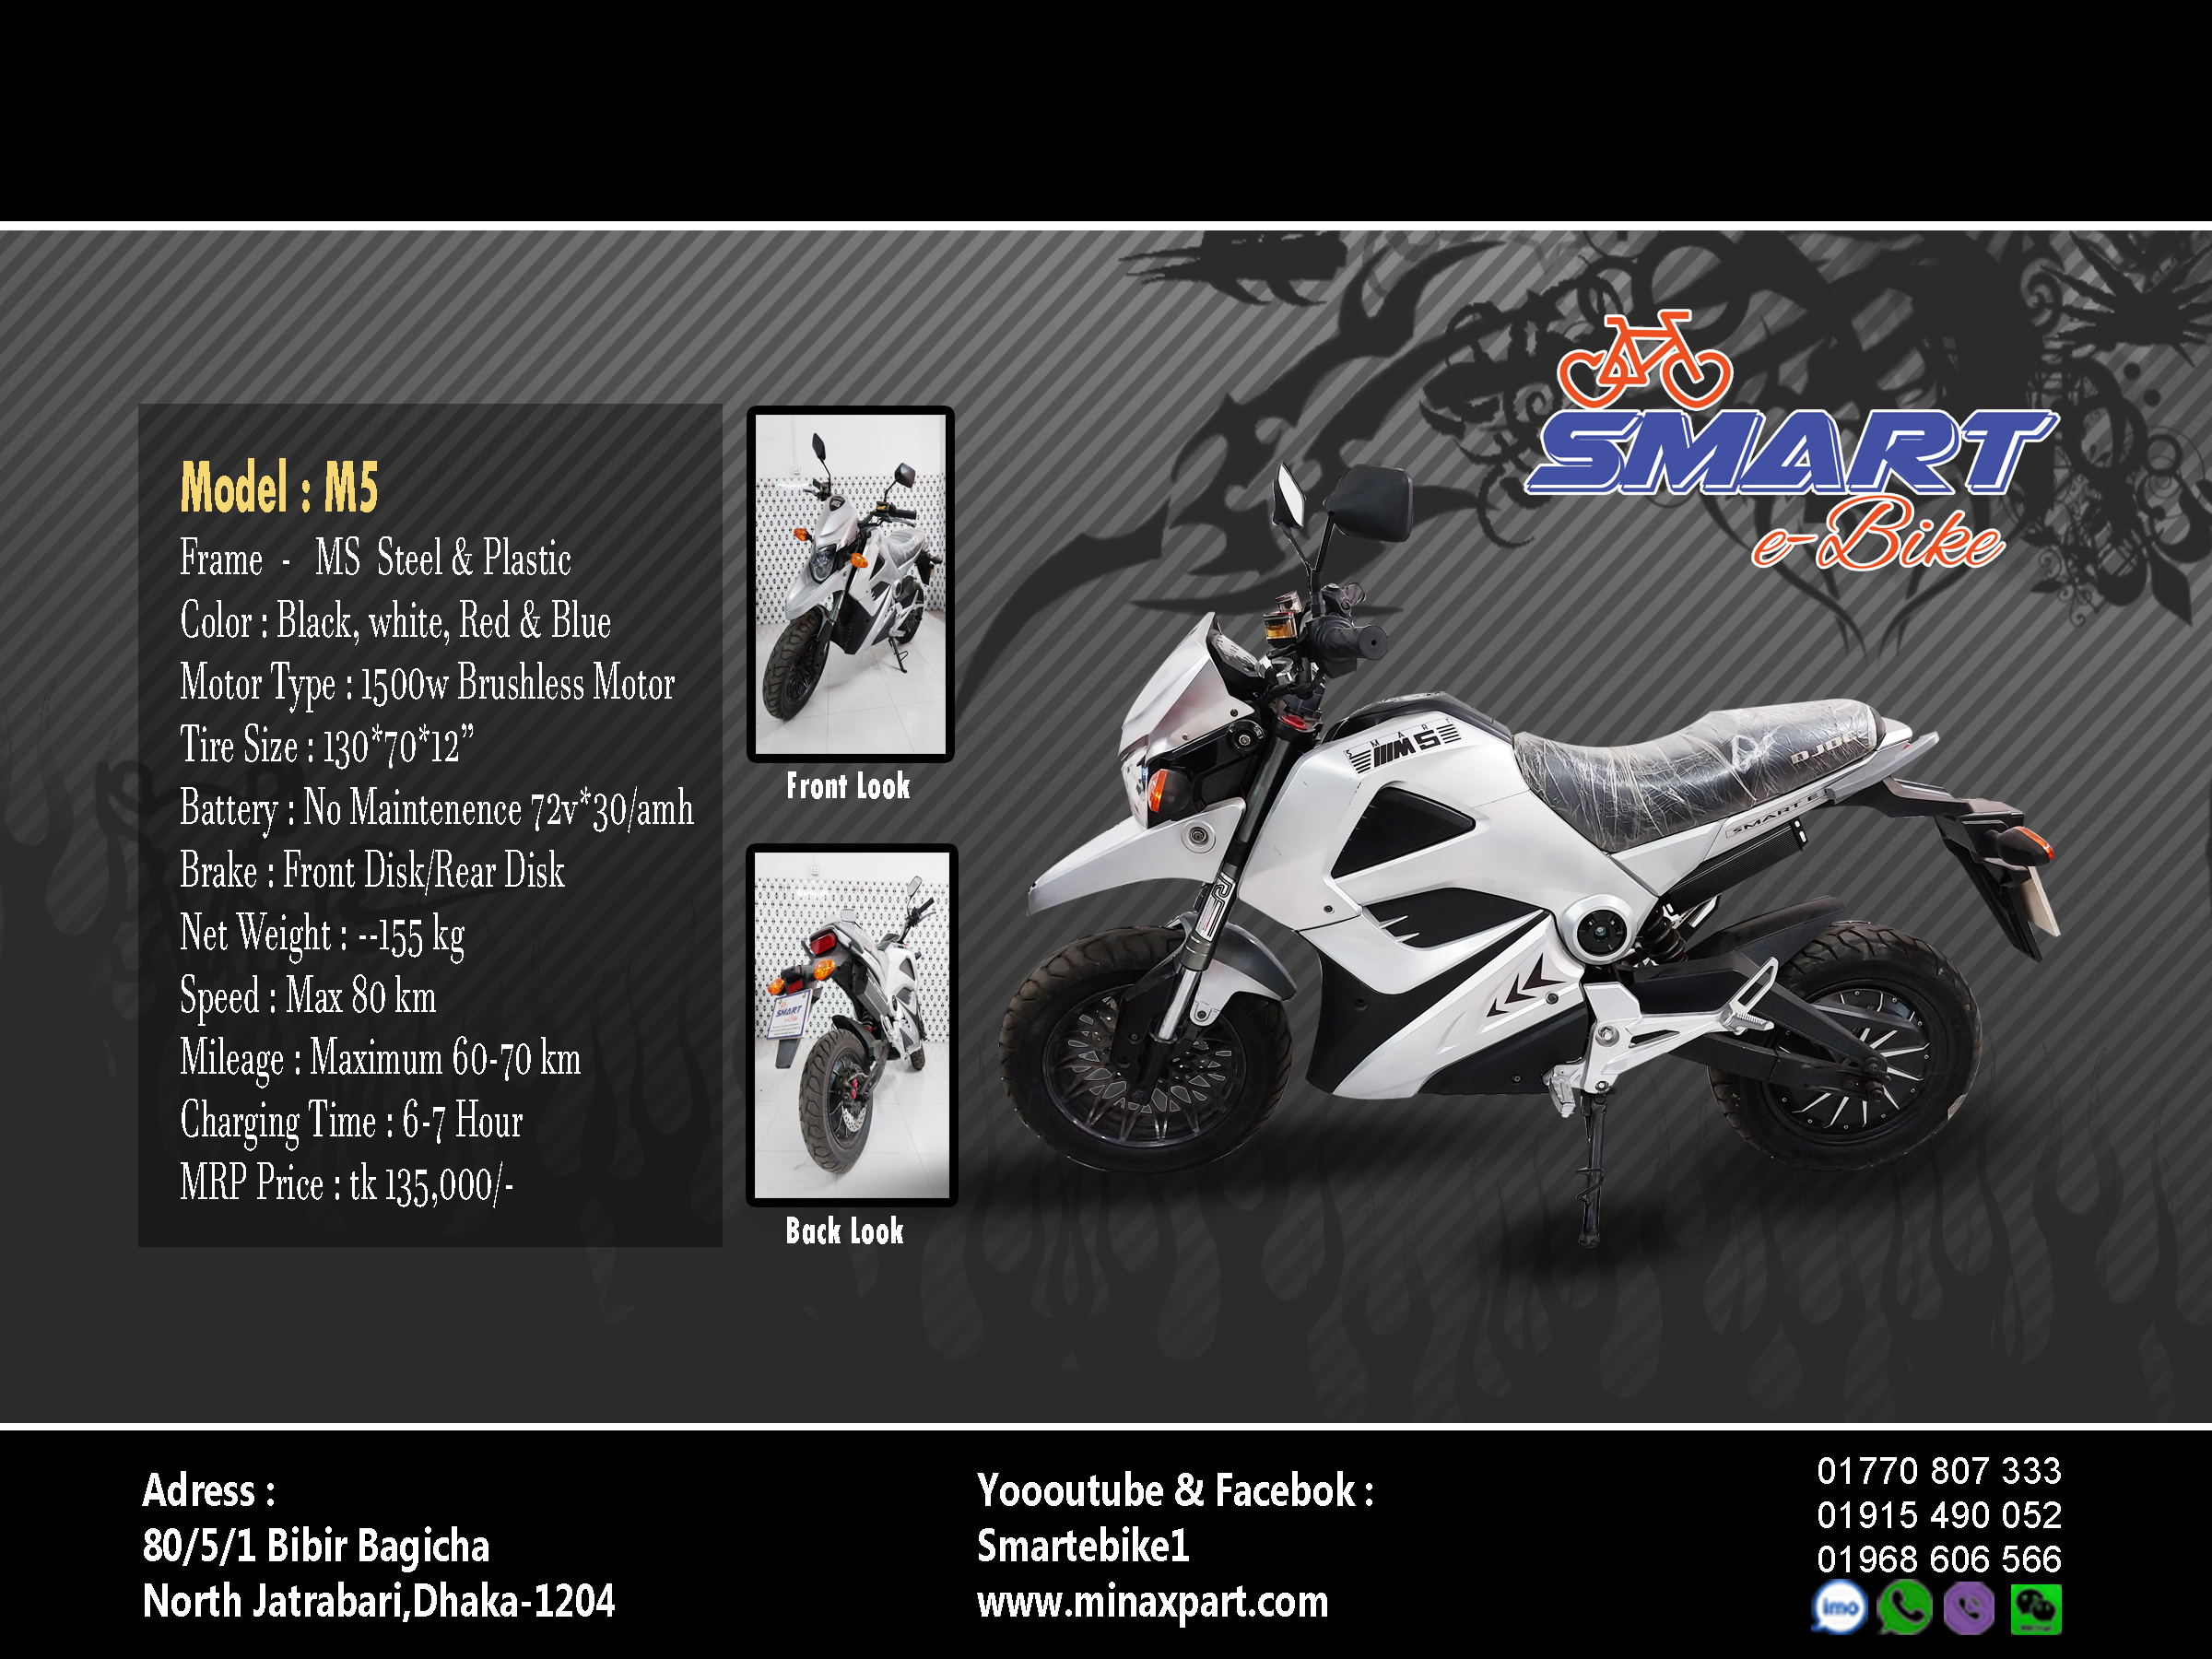 SMART
e-Bike
Model : M5
Frame - MS Steel & Plastic
Color : Black, white, Red & Blue
Motor Type : 1500w Brushless Motor
Tire Size : 130*70*12”
Battery : No Maintenence 72v*30/amh
Brake : Front Disk/Rear Disk
Net Weight : --155 kg
Speed : Max 80 km
Mileage : Maximum 60-70 km
Charging Time : 6-7 Hour
MRP Price : tk 135,000/-
SMART
Front Look
Back Look
SMART
M5
SMART E
Adress :
80/5/1 Bibir Bagicha
North Jatrabari,Dhaka-1204
Yoooutube & Facebok :
Smartebike1
www.minaxpart.com
01770 807 333
01915 490 052
01968 606 566
imo